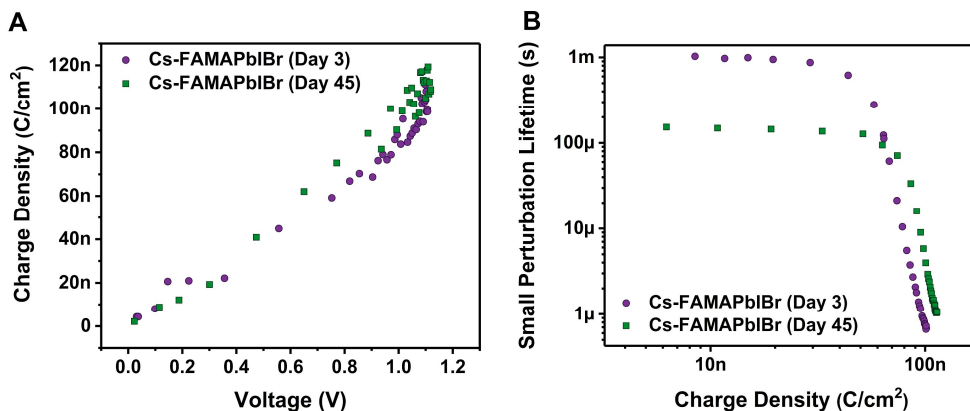 A
Cs-FAMAPbIBr (Day 3)
Cs-FAMAPbIBr (Day 45)
120n
100n
80n
60n
40n
20n
0
Charge Density (C/cm²)
0.0 0.2 0.4 0.6 0.8 1.0 1.2
Voltage (V)
B
1m
100µ
10µ
1µ
Small Perturbation Lifetime (s)
Cs-FAMAPbIBr (Day 3)
Cs-FAMAPbIBr (Day 45)
10n 100n
Charge Density (C/cm²)